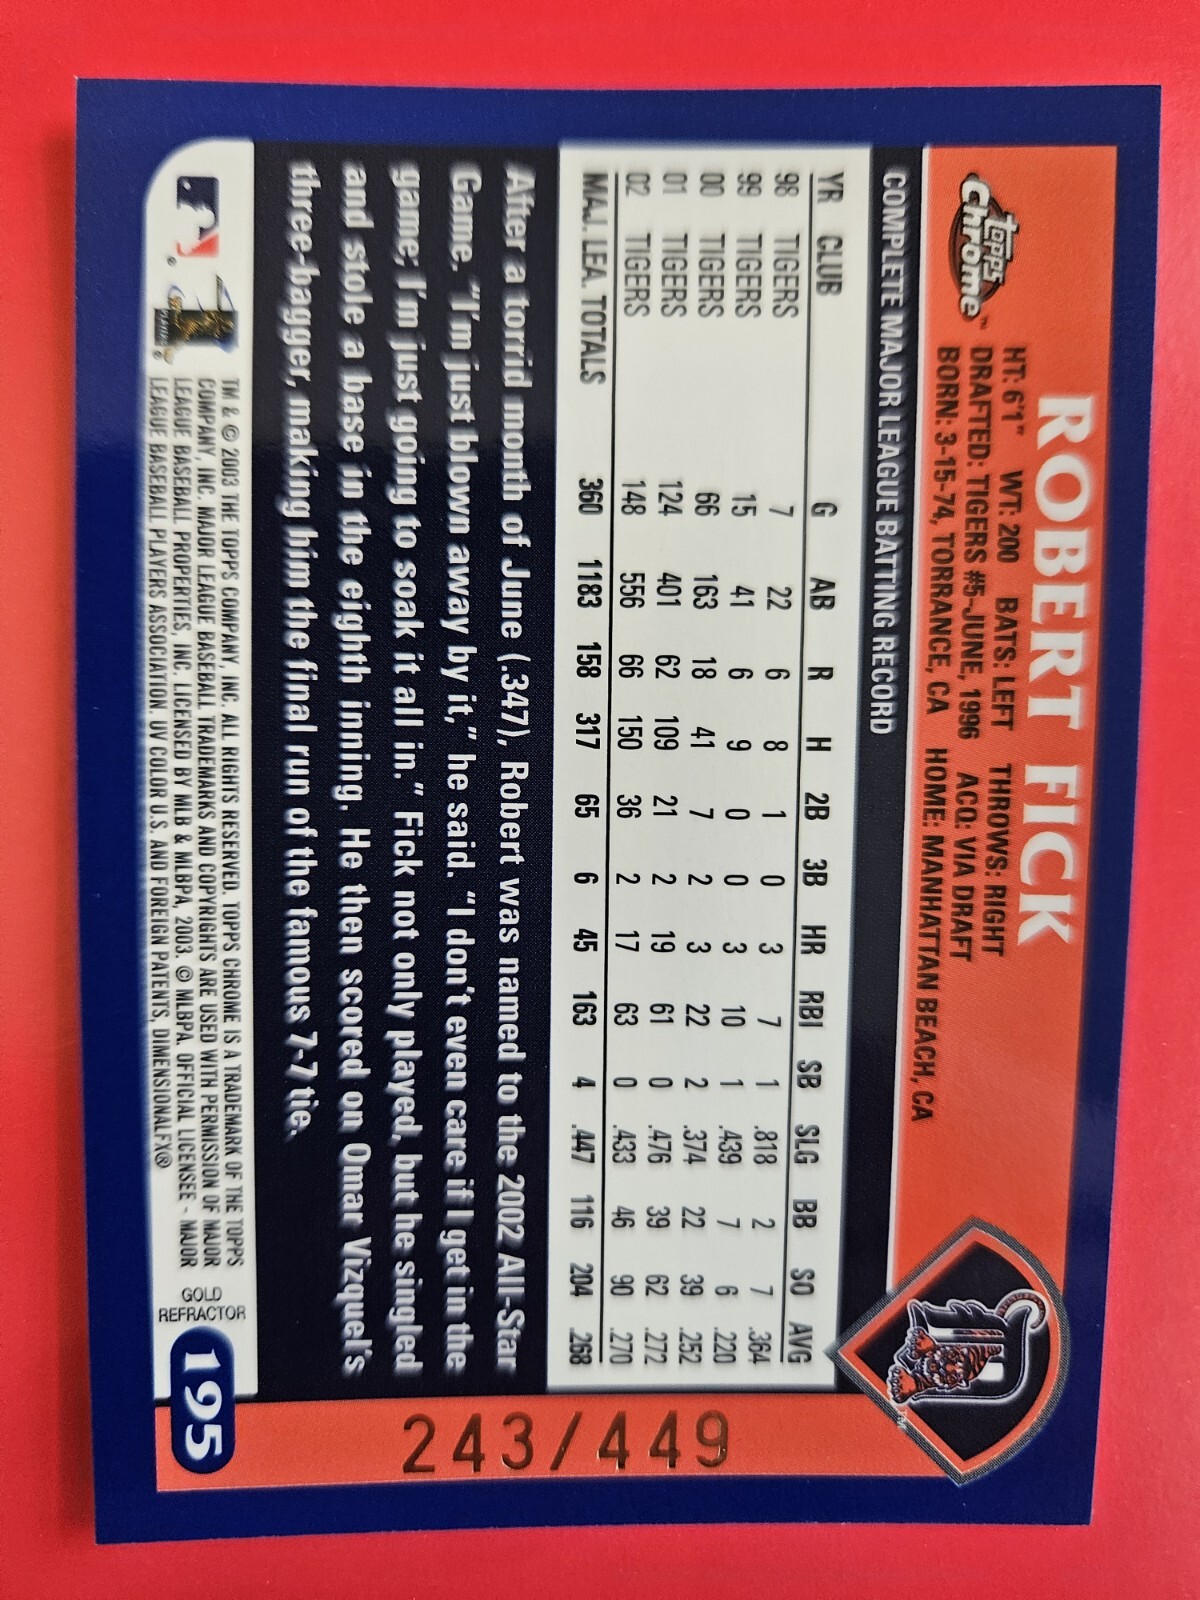 topps
Chrome™
ROBERT FICK
HT: 6'1" WT: 200 BATS: LEFT THROWS: RIGHT
DRAFTED: TIGERS #5-JUNE, 1996 ACQ: VIA DRAFT
BORN: 3-15-74, TORRANCE, CA HOME: MANHATTAN BEACH, CA
COMPLETE MAJOR LEAGUE BATTING RECORD
YR CLUB G AB R H 2B 3B HR RBI SB SLG BB SO AVG
98 TIGERS 7 22 6 8 1 0 3 7 1 .818 2 7 .364
99 TIGERS 15 41 6 9 0 0 3 10 1 .439 7 6 .220
00 TIGERS 66 163 18 41 7 2 3 22 2 .374 22 39 .252
01 TIGERS 124 401 62 109 21 2 19 61 0 .476 39 62 .272
02 TIGERS 148 556 66 150 36 2 17 63 0 .433 46 90 .270
MAJ. LEA. TOTALS 360 1183 158 317 65 6 45 163 4 .447 116 204 .268
After a torrid month of June (.347), Robert was named to the 2002 All-Star
Game. "I'm just blown away by it," he said. "I don't even care if I get in the
game; I'm just going to soak it all in." Fick not only played, but he singled
and stole a base in the eighth inning. He then scored on Omar Vizquel's
three-bagger, making him the final run of the famous 7-7 tie.
243/449
TM & © 2003 THE TOPPS COMPANY, INC. ALL RIGHTS RESERVED. TOPPS CHROME IS A TRADEMARK OF THE TOPPS
COMPANY, INC. MAJOR LEAGUE BASEBALL TRADEMARKS AND COPYRIGHTS ARE USED WITH PERMISSION OF MAJOR
LEAGUE BASEBALL PROPERTIES, INC. LICENSED BY MLB & MLBPA, 2003. © MLBPA. OFFICIAL LICENSEE - MAJOR
LEAGUE BASEBALL PLAYERS ASSOCIATION. UV COLOR U.S. AND FOREIGN PATENTS, DIMENSIONALFX®
GOLD
REFRACTOR
195